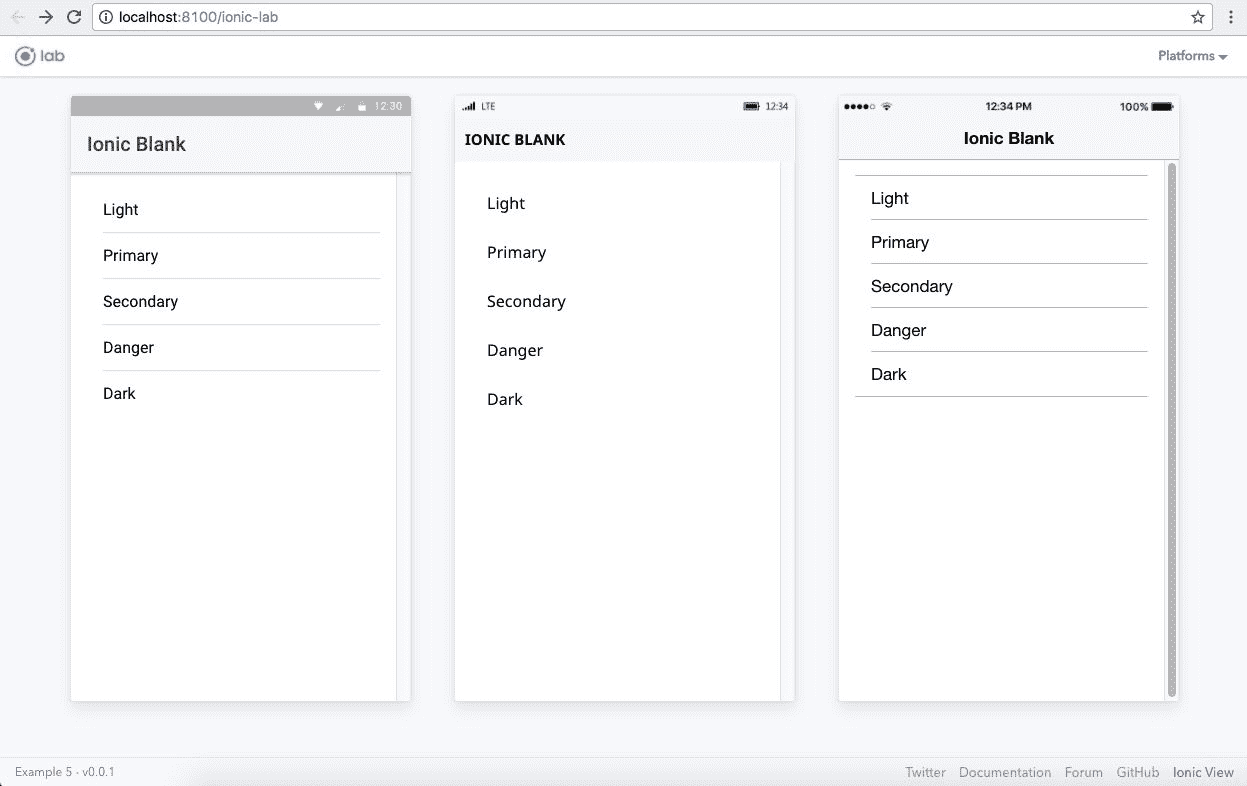 localhost:8100/ionic-lab
lab
Platforms
12:30
Ionic Blank
Light
Primary
Secondary
Danger
Dark
LTE
12:34
IONIC BLANK
Light
Primary
Secondary
Danger
Dark
12:34 PM
100%
Ionic Blank
Light
Primary
Secondary
Danger
Dark
Example 5 - v0.0.1
Twitter Documentation Forum GitHub Ionic View